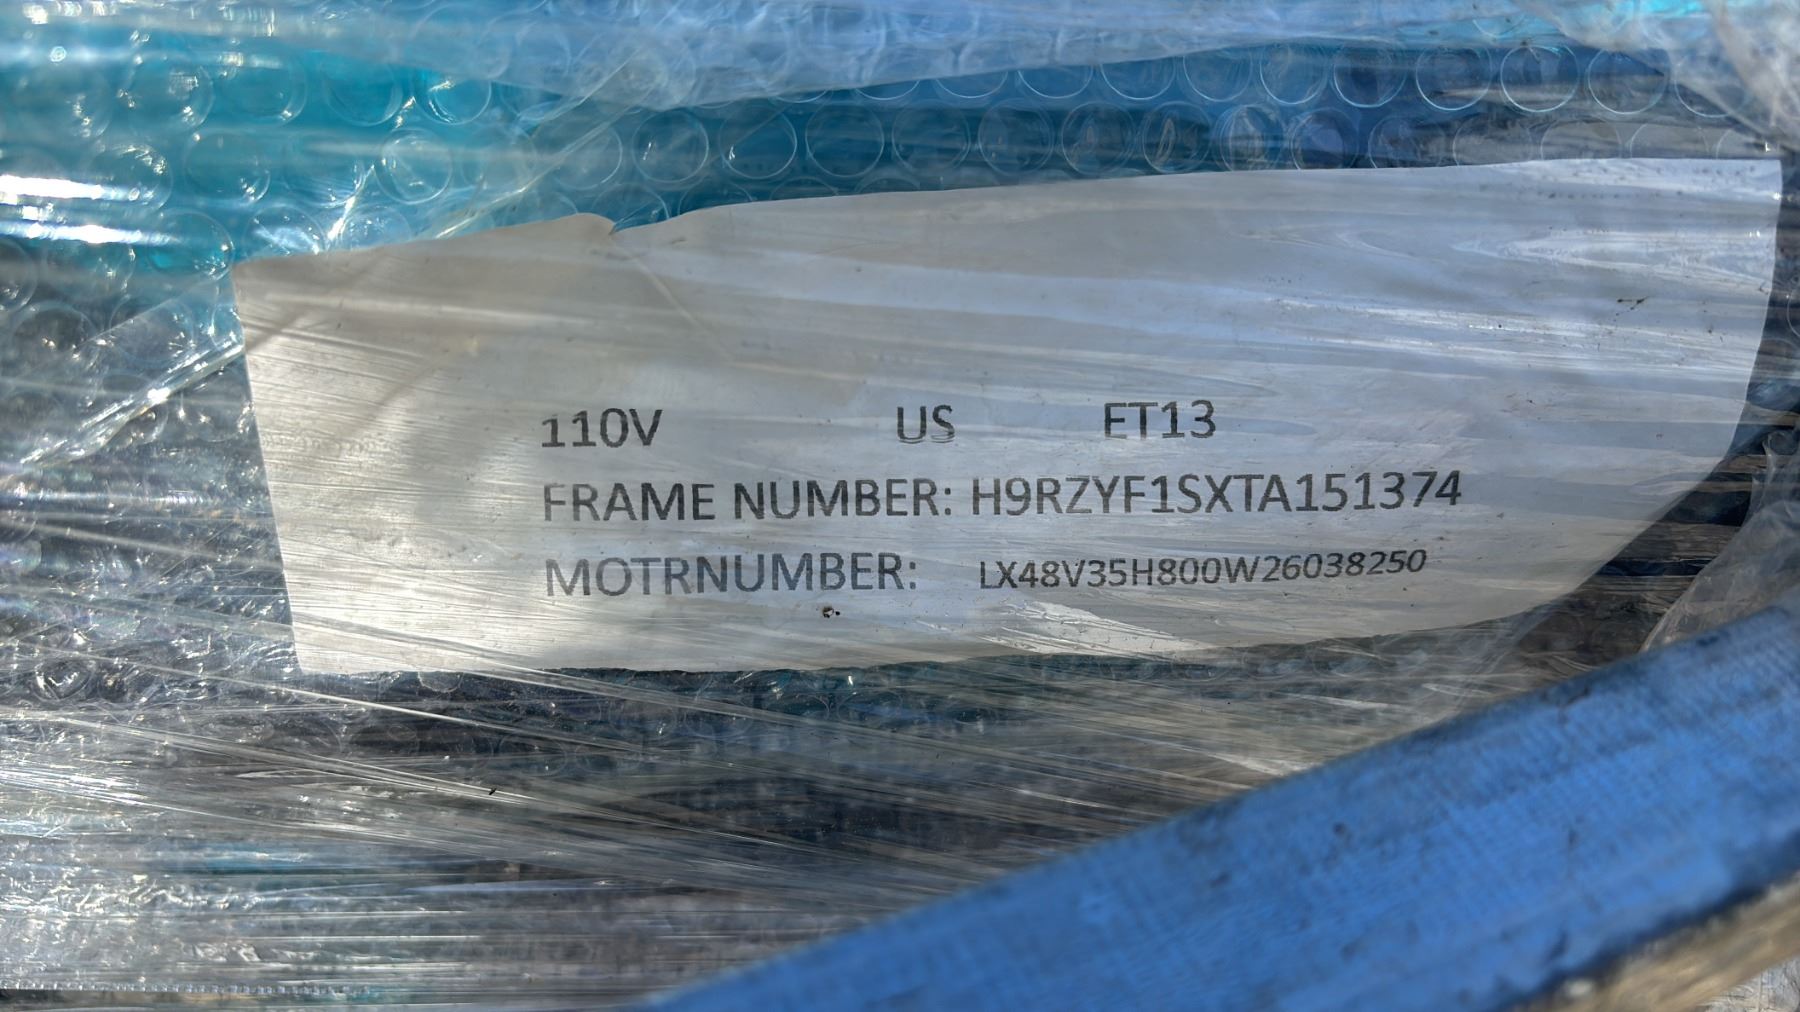 110V US ET13
FRAME NUMBER: H9RZYF1SXTA151374
MOTRNUMBER: LX48V35H800W26038250